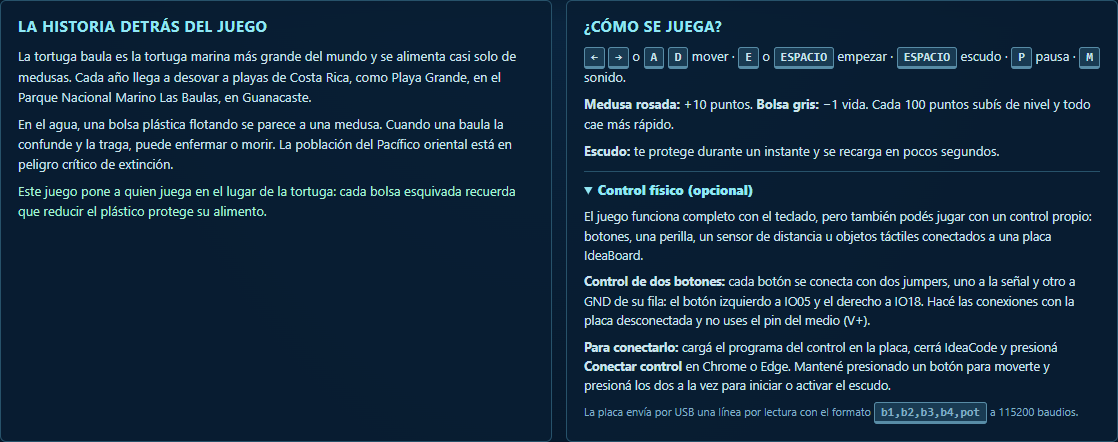 LA HISTORIA DETRÁS DEL JUEGO
La tortuga baula es la tortuga marina más grande del mundo y se alimenta casi solo de
medusas. Cada año llega a desovar a playas de Costa Rica, como Playa Grande, en el
Parque Nacional Marino Las Baulas, en Guanacaste.
En el agua, una bolsa plástica flotando se parece a una medusa. Cuando una baula la
confunde y la traga, puede enfermar o morir. La población del Pacífico oriental está en
peligro crítico de extinción.
Este juego pone a quien juega en el lugar de la tortuga: cada bolsa esquivada recuerda
que reducir el plástico protege su alimento.
¿CÓMO SE JUEGA?
← → o A D mover · E o ESPACIO empezar · ESPACIO escudo · P pausa · M
sonido.
Medusa rosada: +10 puntos. Bolsa gris: −1 vida. Cada 100 puntos subís de nivel y todo
cae más rápido.
Escudo: te protege durante un instante y se recarga en pocos segundos.
▼ Control físico (opcional)
El juego funciona completo con el teclado, pero también podés jugar con un control propio:
botones, una perilla, un sensor de distancia u objetos táctiles conectados a una placa
IdeaBoard.
Control de dos botones: cada botón se conecta con dos jumpers, uno a la señal y otro a
GND de su fila: el botón izquierdo a IO05 y el derecho a IO18. Hacé las conexiones con la
placa desconectada y no uses el pin del medio (V+).
Para conectarlo: cargá el programa del control en la placa, cerrá IdeaCode y presioná
Conectar control en Chrome o Edge. Mantené presionado un botón para moverte y
presioná los dos a la vez para iniciar o activar el escudo.
La placa envía por USB una línea por lectura con el formato b1,b2,b3,b4,pot a 115200 baudios.